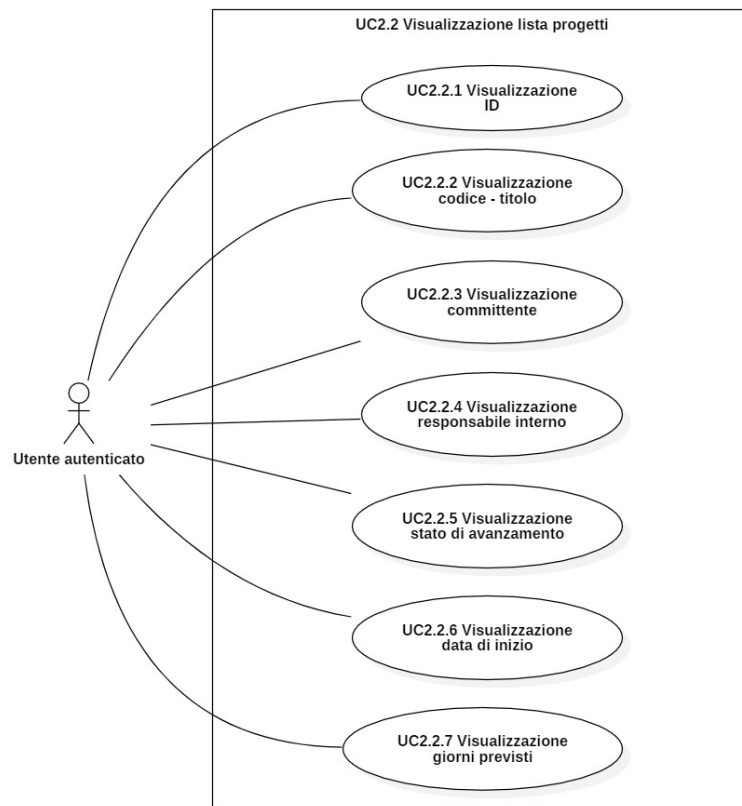 UC2.2 Visualizzazione lista progetti
UC2.2.1 Visualizzazione
ID
UC2.2.2 Visualizzazione
codice - titolo
UC2.2.3 Visualizzazione
committente
UC2.2.4 Visualizzazione
responsabile interno
Utente autenticato
UC2.2.5 Visualizzazione
stato di avanzamento
UC2.2.6 Visualizzazione
data di inizio
UC2.2.7 Visualizzazione
giorni previsti